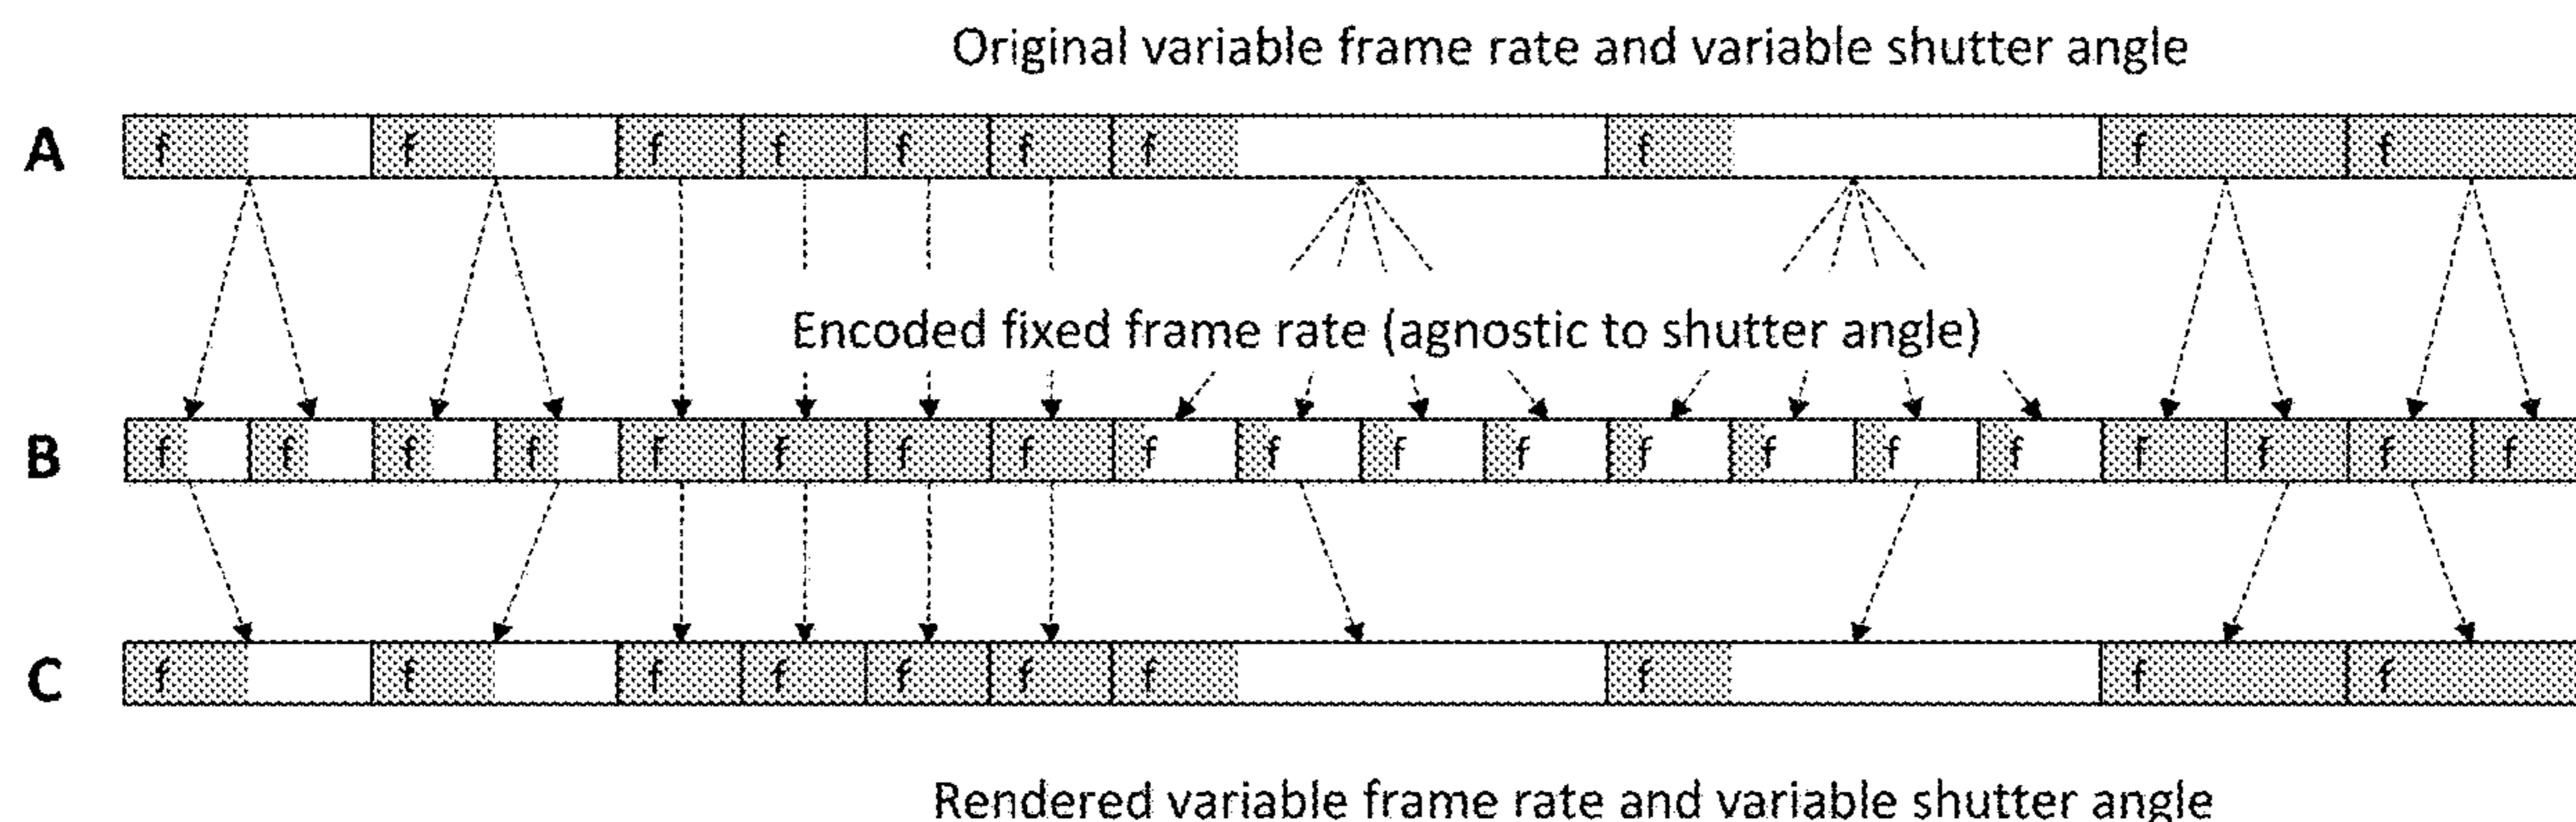 Original variable frame rate and variable shutter angle
A f f f f f f f f f f
Encoded fixed frame rate (agnostic to shutter angle)
B f f f f f f f f f f f f f f f f f f f f
C f f f f f f f f f f
Rendered variable frame rate and variable shutter angle